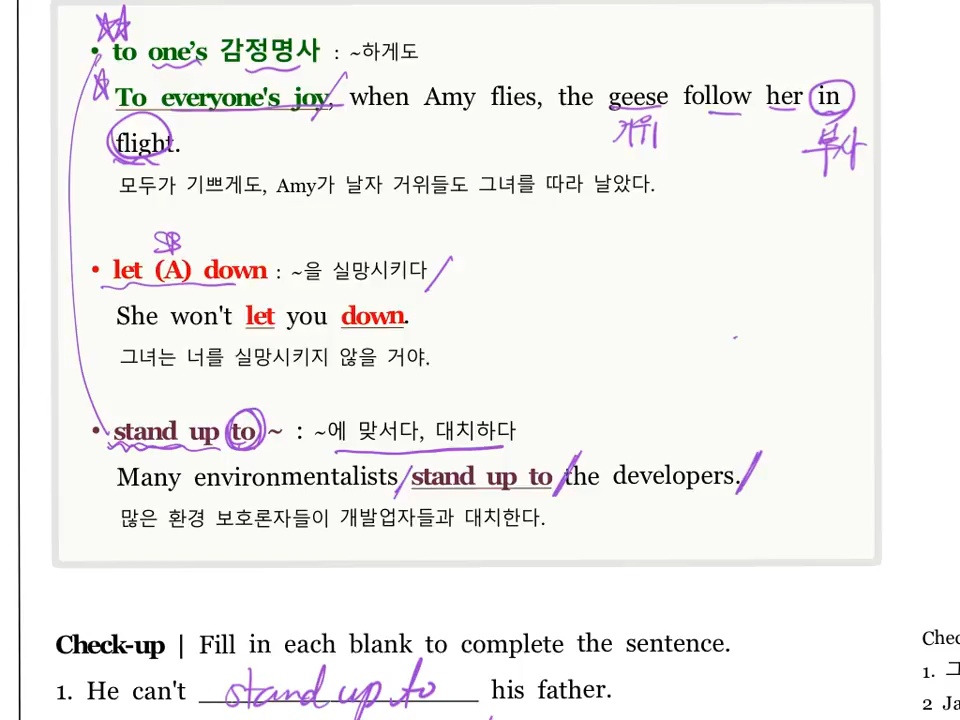 • to one's 감정명사 : ~하게도
To everyone's joy, when Amy flies, the geese follow her in
거위
flight.
부사
모두가 기쁘게도, Amy가 날자 거위들도 그녀를 따라 날았다.
SB
• let (A) down : ~을 실망시키다
She won't let you down.
그녀는 너를 실망시키지 않을 거야.
• stand up to ~ : ~에 맞서다, 대치하다
Many environmentalists stand up to the developers.
많은 환경 보호론자들이 개발업자들과 대치한다.
Check-up | Fill in each blank to complete the sentence.
1. He can't stand up to his father.
Chec
1. 그
2 Ja